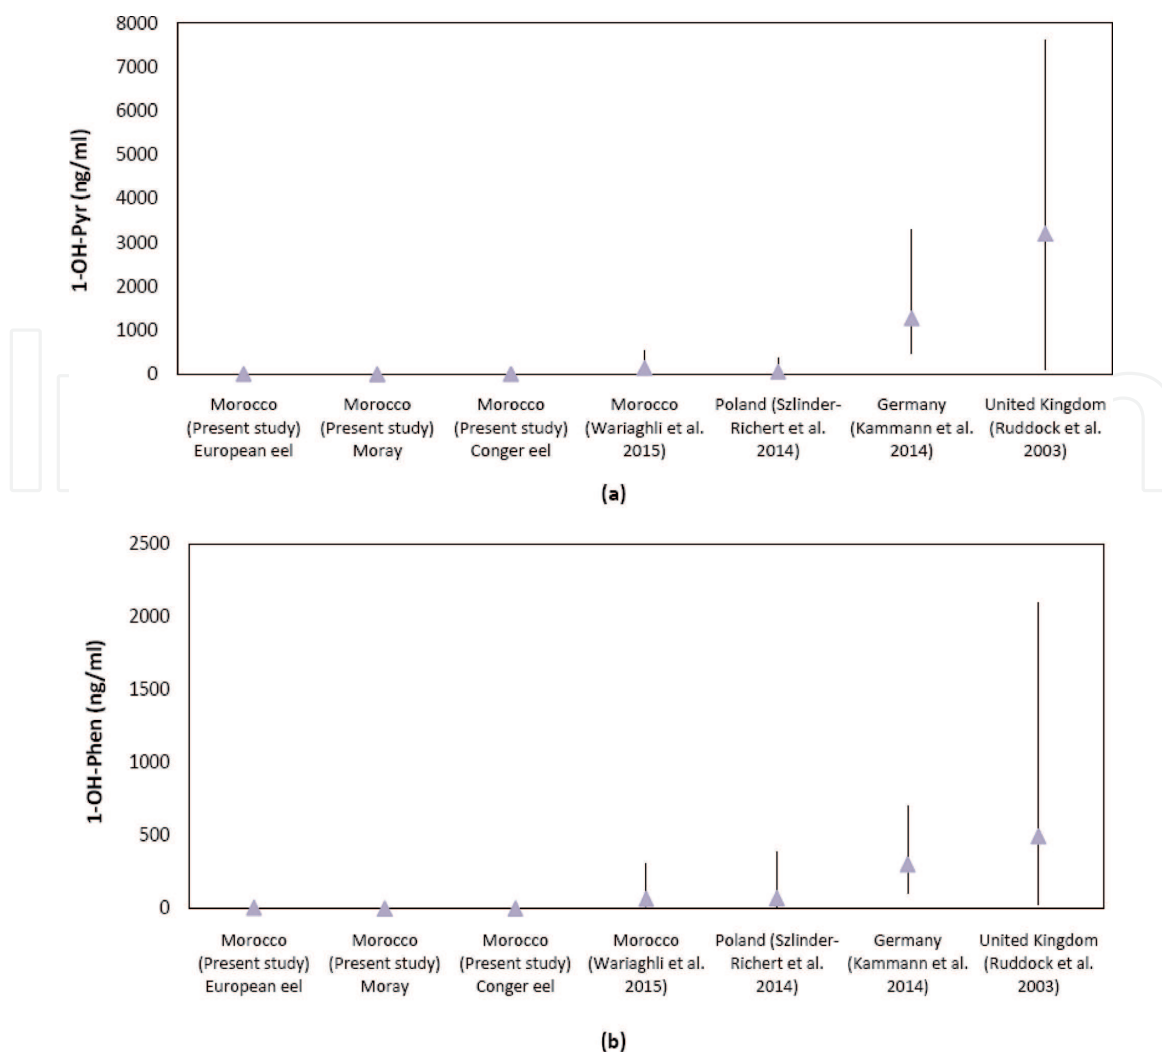 8000
7000
6000
5000
4000
3000
2000
1000
0
1-OH-Pyr (ng/ml)
Morocco (Present study) European eel
Morocco (Present study) Moray
Morocco (Present study) Conger eel
Morocco (Wariaghli et al. 2015)
Poland (Szlinder-Richert et al. 2014)
Germany (Kammann et al. 2014)
United Kingdom (Ruddock et al. 2003)
(a)
2500
2000
1500
1000
500
0
1-OH-Phen (ng/ml)
Morocco (Present study) European eel
Morocco (Present study) Moray
Morocco (Present study) Conger eel
Morocco (Wariaghli et al. 2015)
Poland (Szlinder-Richert et al. 2014)
Germany (Kammann et al. 2014)
United Kingdom (Ruddock et al. 2003)
(b)